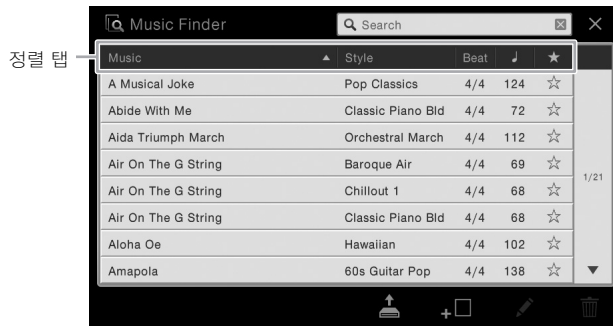 Music Finder Search
정렬 탭
Music Style Beat ♩ ★
A Musical Joke Pop Classics 4/4 124 ☆
Abide With Me Classic Piano Bld 4/4 72 ☆
Aida Triumph March Orchestral March 4/4 112 ☆
Air On The G String Baroque Air 4/4 69 ☆
Air On The G String Chillout 1 4/4 68 ☆
1/21
Air On The G String Classic Piano Bld 4/4 68 ☆
Aloha Oe Hawaiian 4/4 102 ☆
Amapola 60s Guitar Pop 4/4 138 ☆